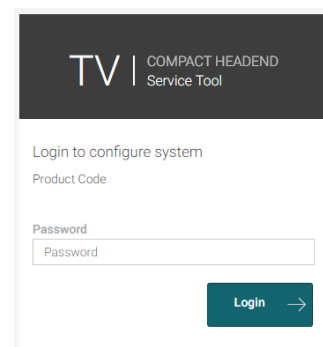 TV
COMPACT HEADEND
Service Tool
Login to configure system
Product Code
Password
Password
Login